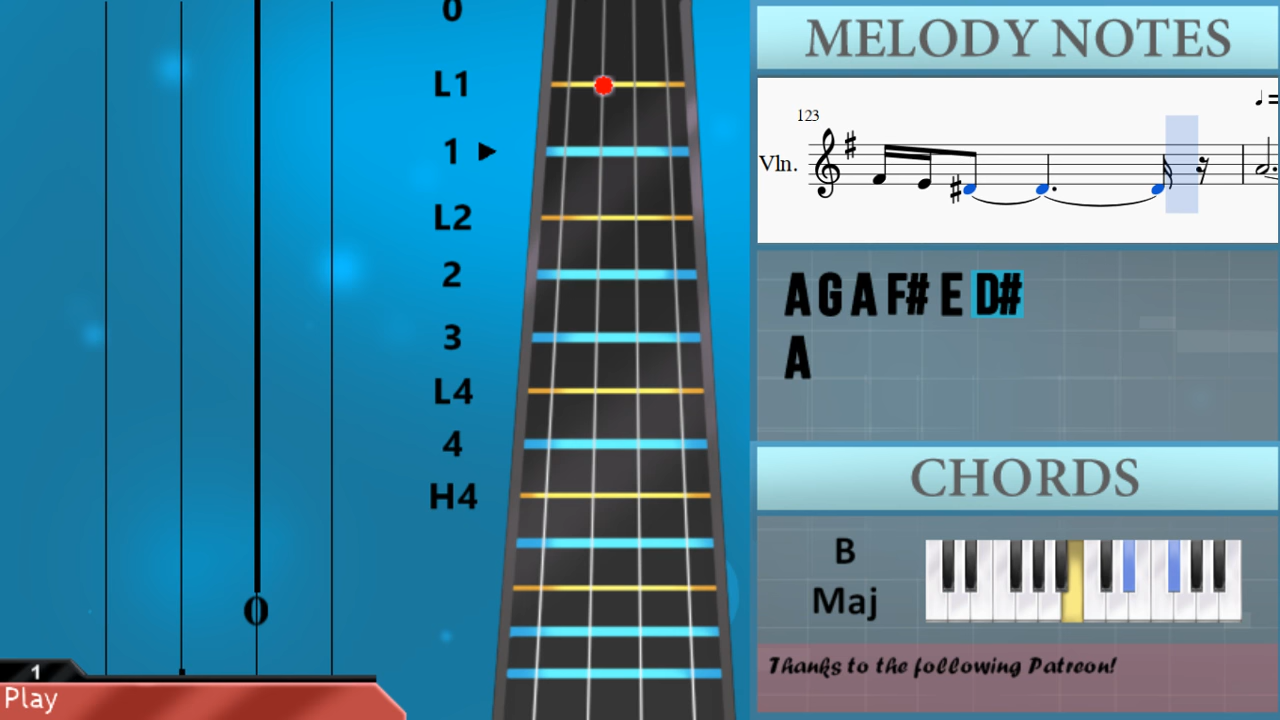 0
L1
1
L2
2
3
L4
4
H4
0
1
Play
MELODY NOTES
123
Vln.
A G A F# E D#
A
CHORDS
B
Maj
Thanks to the following Patreon!